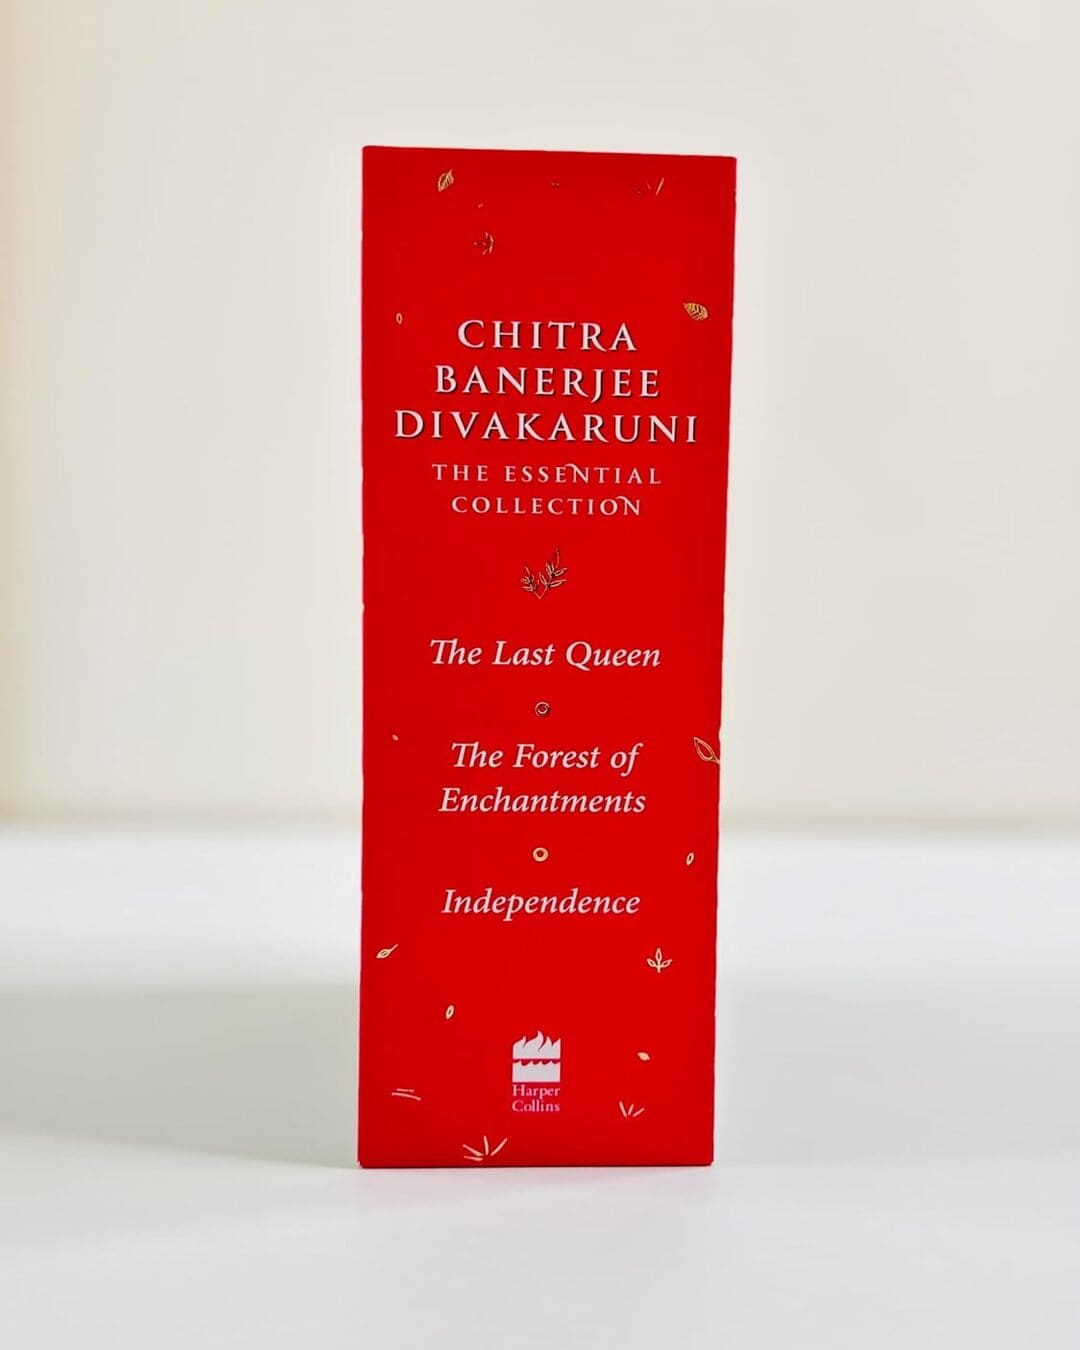 CHITRA
BANERJEE
DIVAKARUNI
THE ESSENTIAL
COLLECTION
The Last Queen
The Forest of
Enchantments
Independence
Harper
Collins